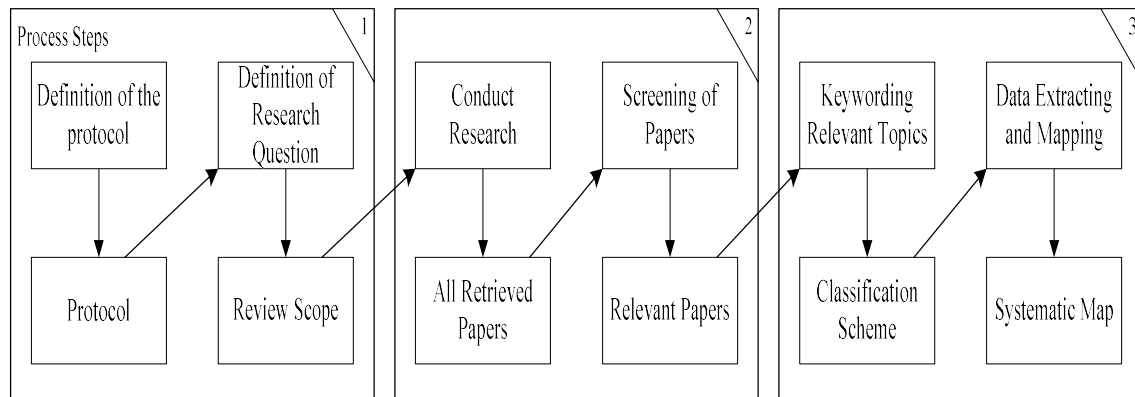 1
Process Steps
Definition of the
protocol
Definition of
Research
Question
Protocol
Review Scope
2
Conduct
Research
Screening of
Papers
All Retrieved
Papers
Relevant Papers
3
Keywording
Relevant Topics
Data Extracting
and Mapping
Classification
Scheme
Systematic Map